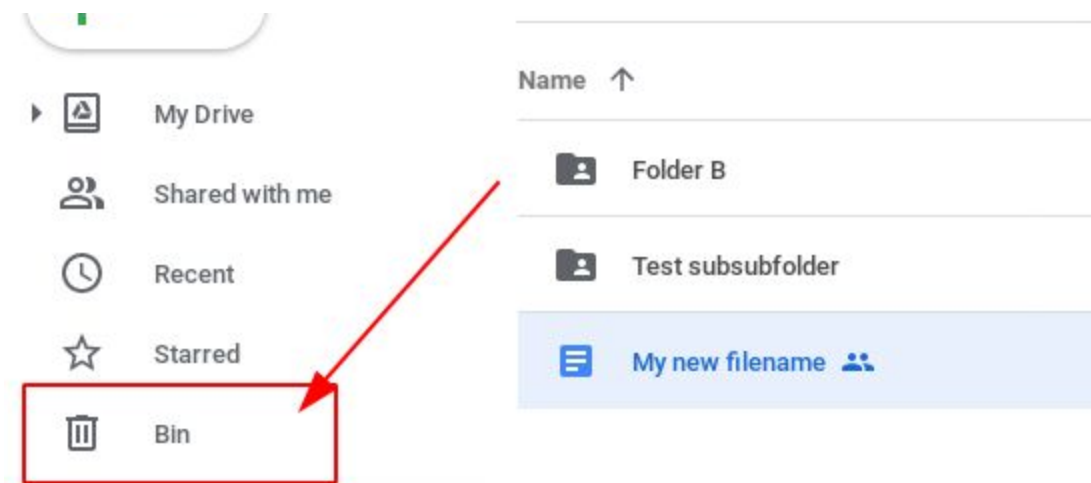 My Drive
Shared with me
Recent
Starred
Bin
Name
Folder B
Test subsubfolder
My new filename